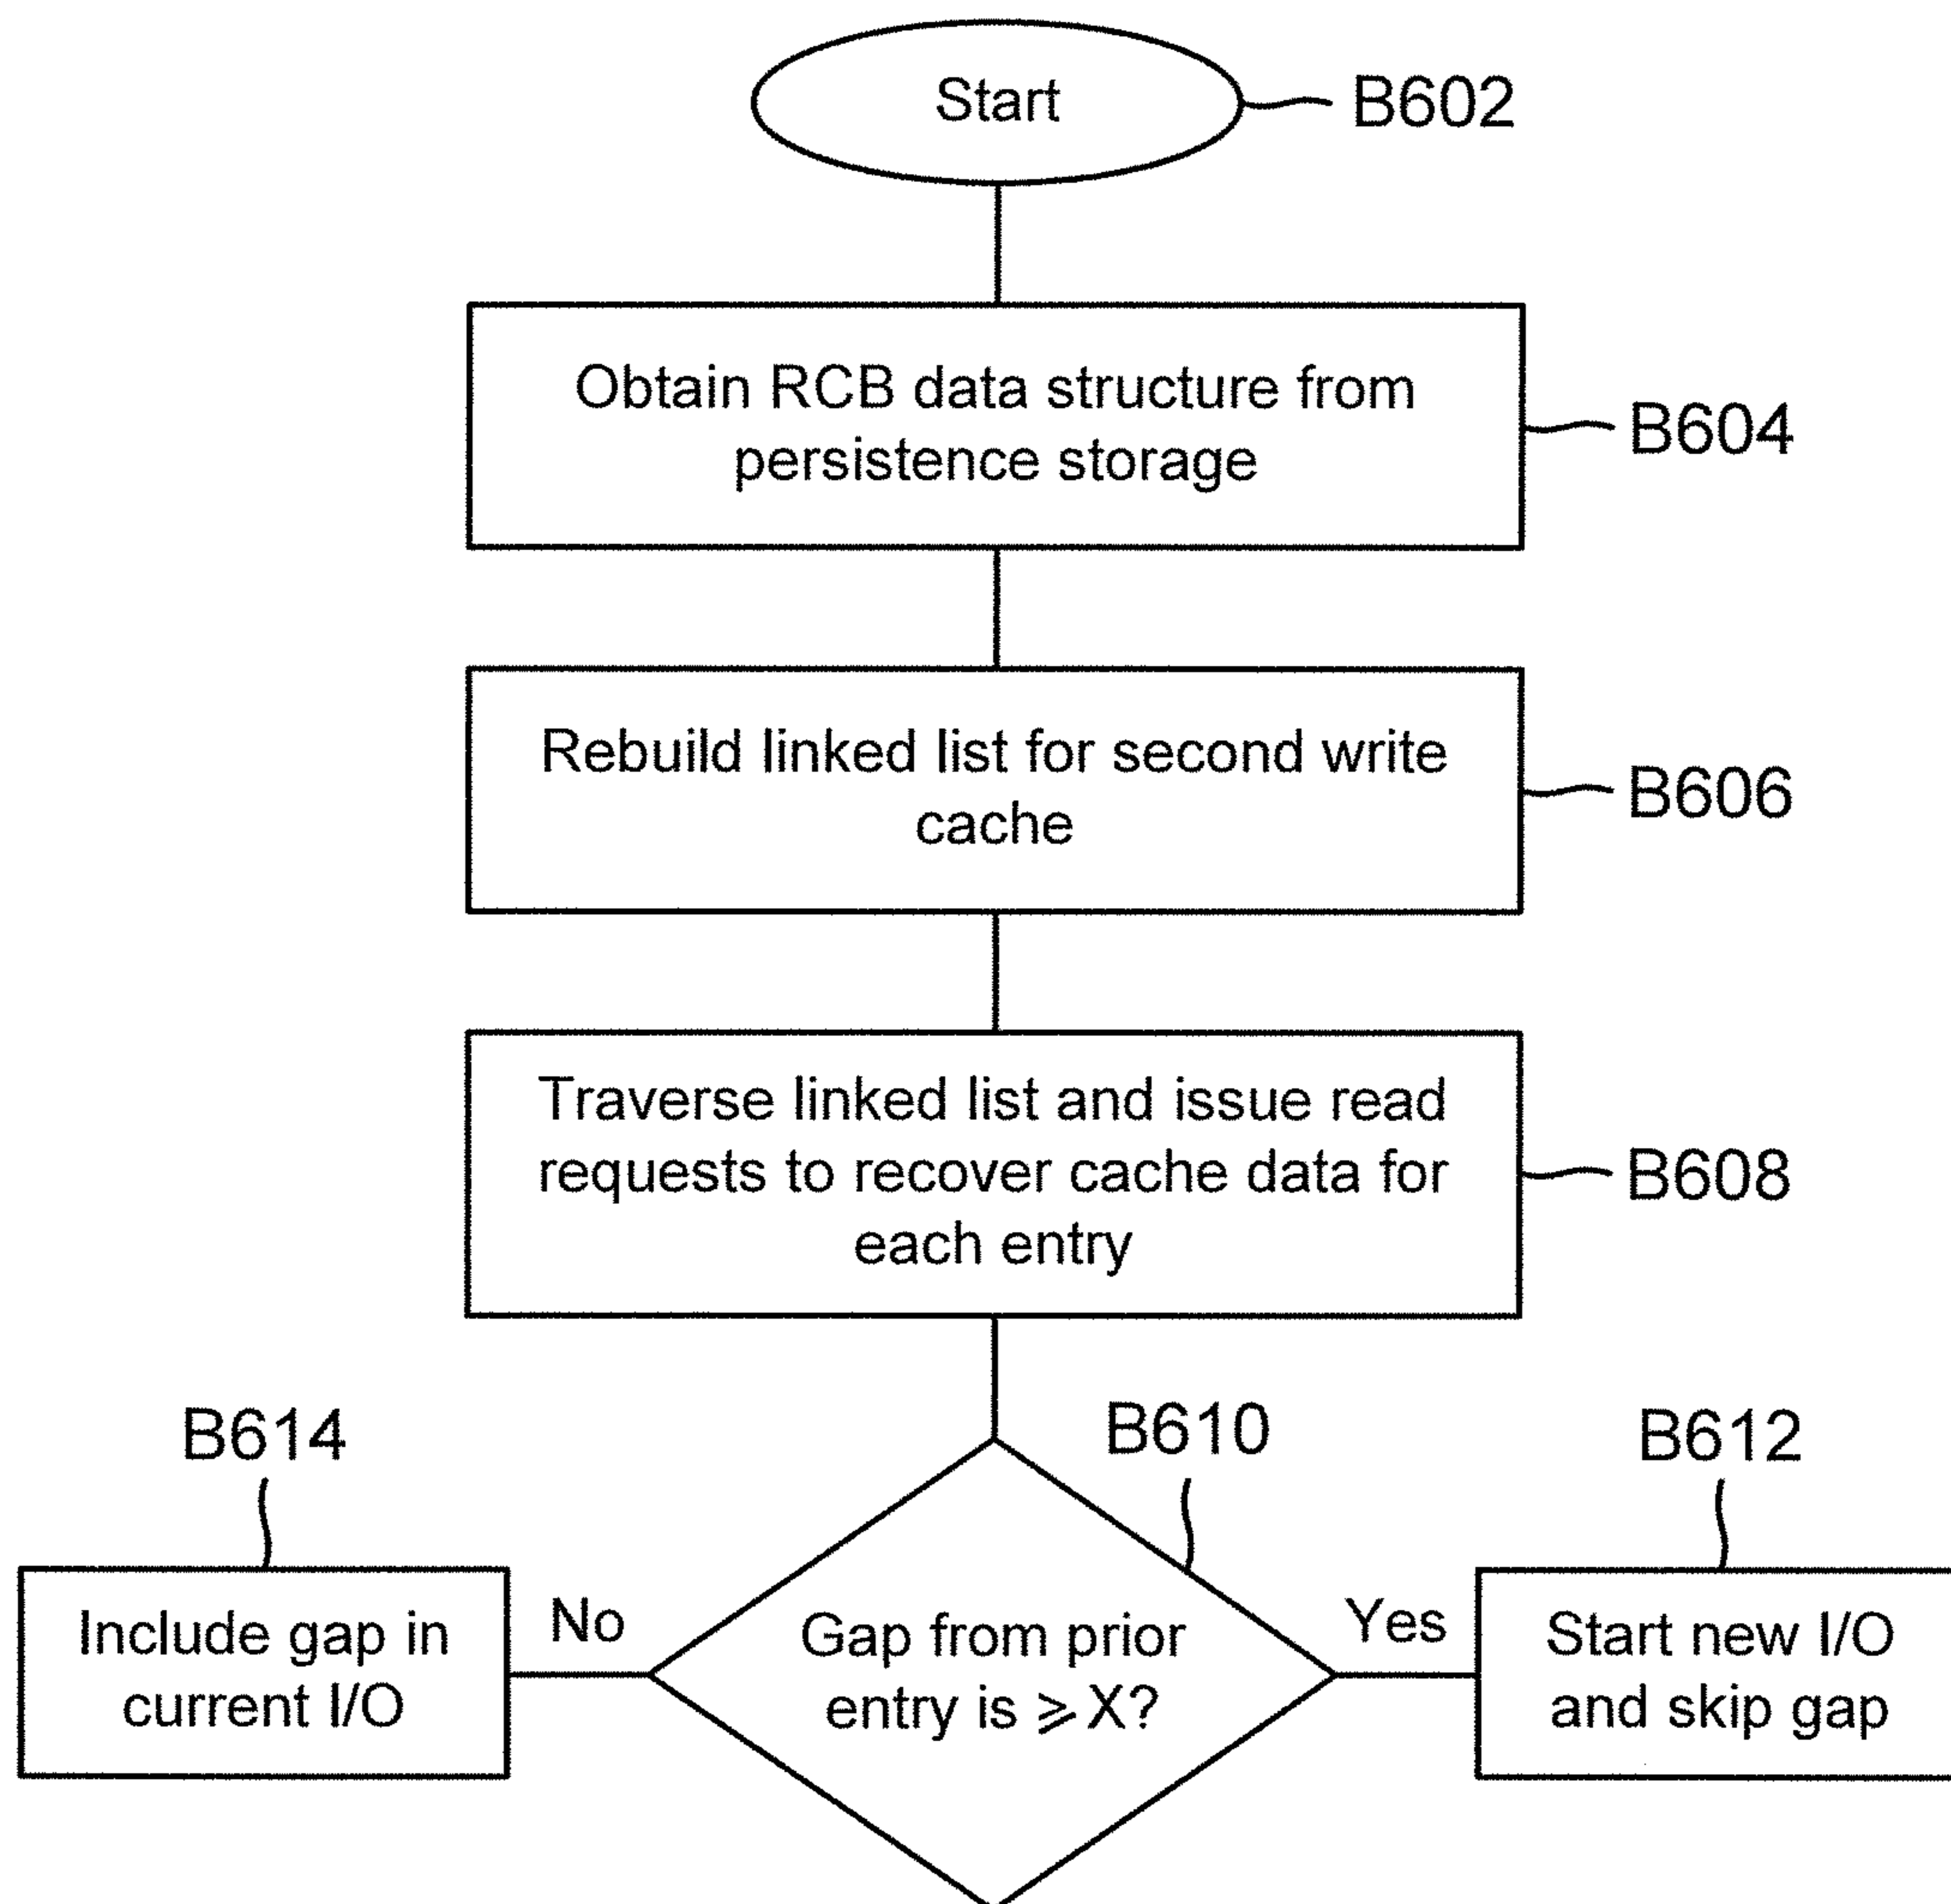 Start
B602
Obtain RCB data structure from
persistence storage
B604
Rebuild linked list for second write
cache
B606
Traverse linked list and issue read
requests to recover cache data for
each entry
B608
B614
B610
B612
Include gap in
current I/O
No
Gap from prior
entry is ⩾ X?
Yes
Start new I/O
and skip gap